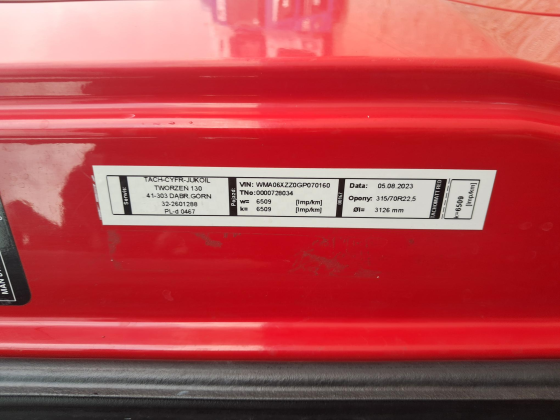 Serwis:
TACH-CYFR-JUKOIL
TWORZEN 130
41-303 DABR.GÓRN.
32-2601288
PL-d 0467
Pojazd:
VIN: WMA06XZZ0GP070160
TNo: 0000728034
w= 6509 [Imp/km]
k= 6509 [Imp/km]
Data: 05.08.2023
Opony: 315/70R22.5
Øl= 3126 mm
k=6509 [Imp/km]
MAN